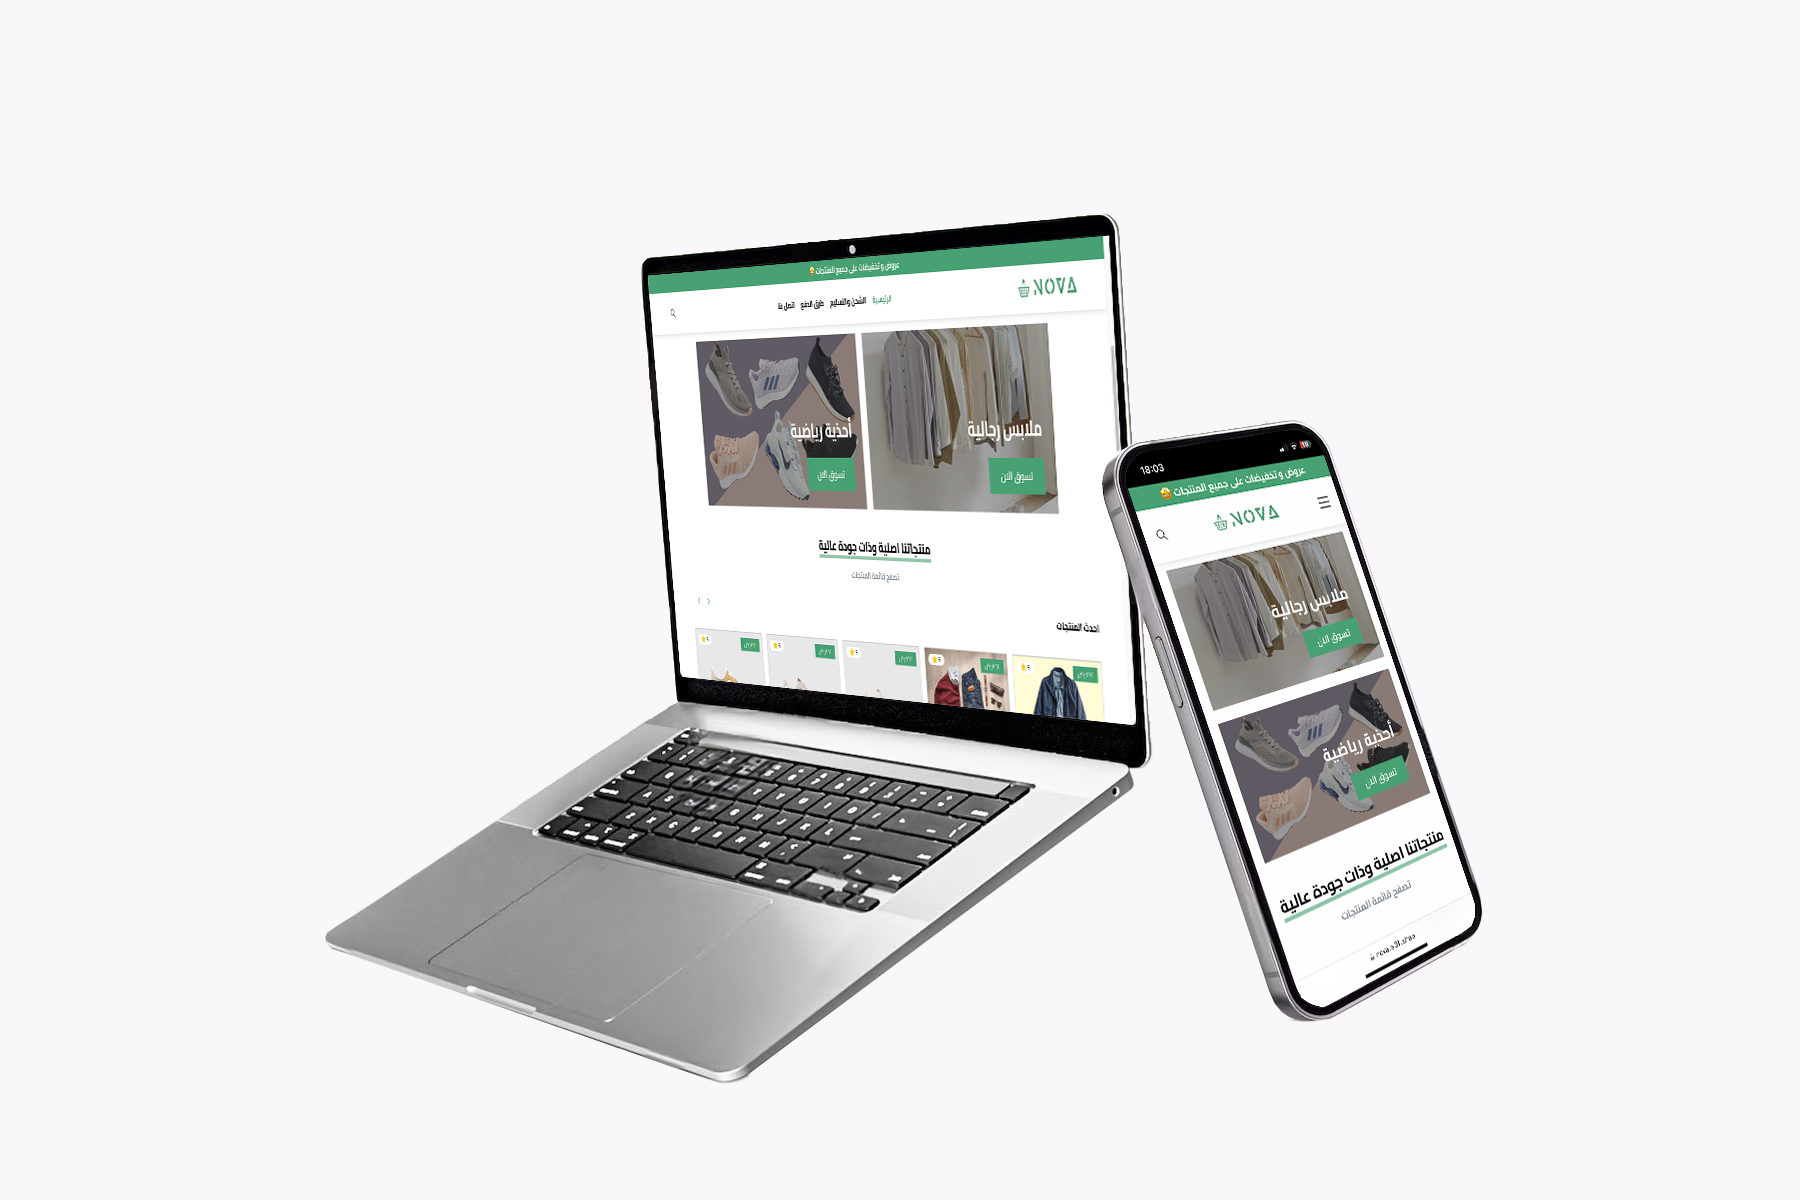 عروض و تخفيضات على جميع المنتجات 🤩
NOVA
الرئيسية الشحن والتسليم طرق الدفع اتصل بنا
ملابس رجالية
تسوق الان
أحذية رياضية
تسوق الان
منتجاتنا اصلية وذات جودة عالية
تصفح قائمة المنتجات
احدث المنتجات
18:03
عروض و تخفيضات على جميع المنتجات 🤩
NOVA
ملابس رجالية
تسوق الان
أحذية رياضية
تسوق الان
منتجاتنا اصلية وذات جودة عالية
تصفح قائمة المنتجات